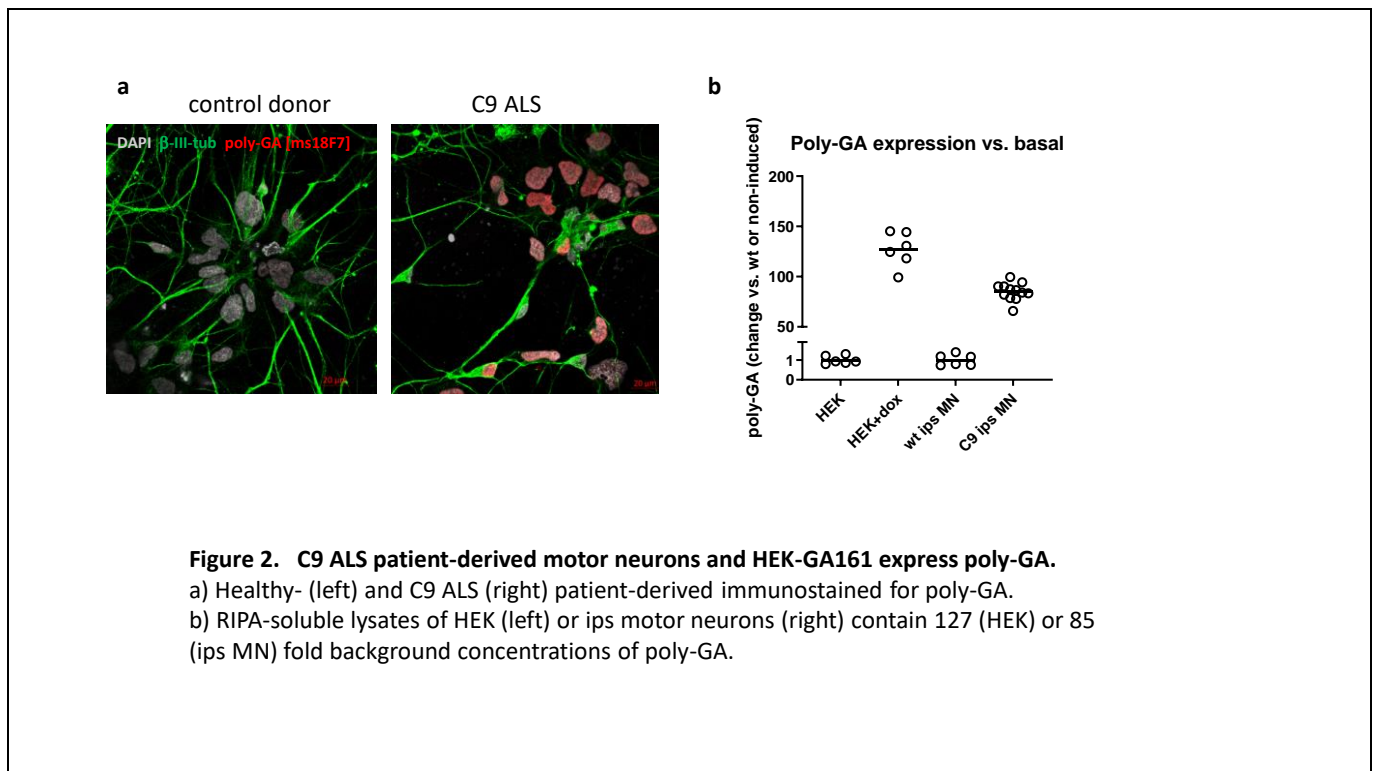 a
control donor
C9 ALS
DAPI β-III-tub poly-GA [ms18F7]
20 μm
20 μm
b
Poly-GA expression vs. basal
poly-GA (change vs. wt or non-induced)
200
150
100
50
1
0
HEK
HEK+dox
wt ips MN
C9 ips MN
Figure 2. C9 ALS patient-derived motor neurons and HEK-GA161 express poly-GA.
a) Healthy- (left) and C9 ALS (right) patient-derived immunostained for poly-GA.
b) RIPA-soluble lysates of HEK (left) or ips motor neurons (right) contain 127 (HEK) or 85
(ips MN) fold background concentrations of poly-GA.